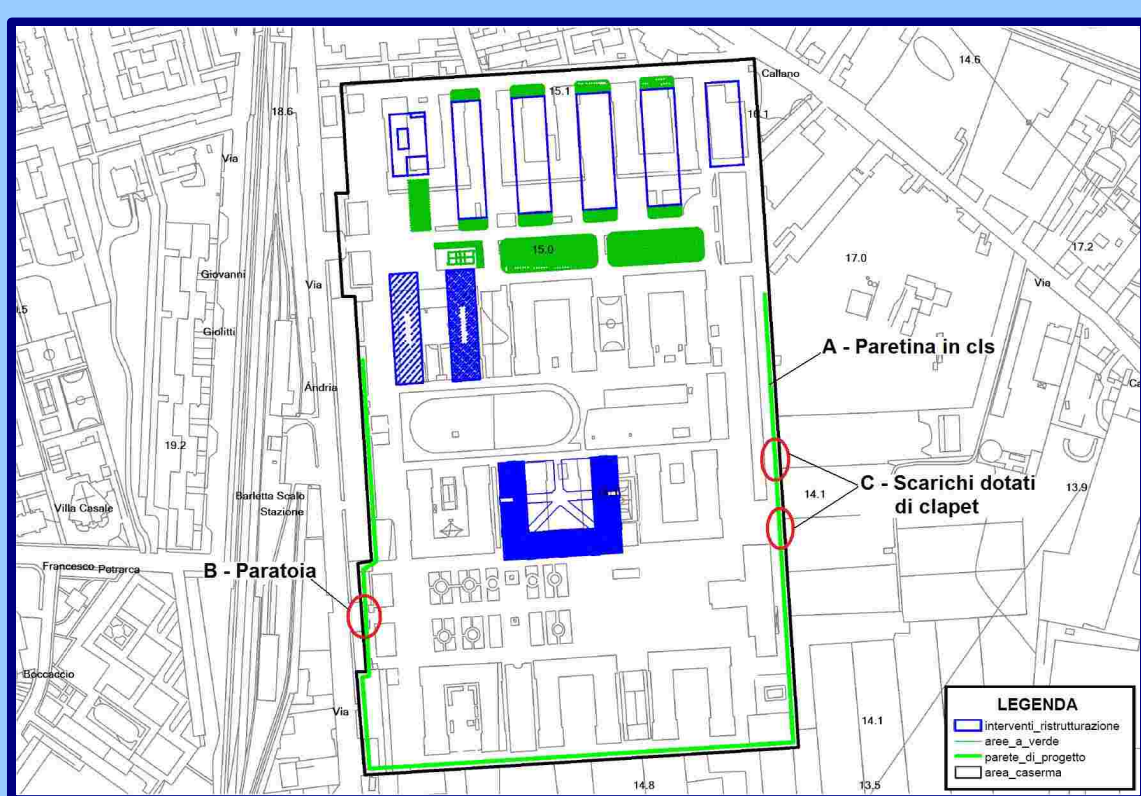 Callano
14.6
15.1
16.1
18.6
Via
17.2
15.0
17.0
Giovanni
Via
Via
Giolitti
A - Paretina in cls
Andria
19.2
C - Scarichi dotati
di clapet
14.1
13.9
Barletta Scalo
Stazione
Villa Casale
Francesco Petrarca
B - Paratoia
Boccaccio
Via
14.1
14.8
13.5
LEGENDA
interventi_ristrutturazione
aree_a_verde
parete_di_progetto
area_caserma